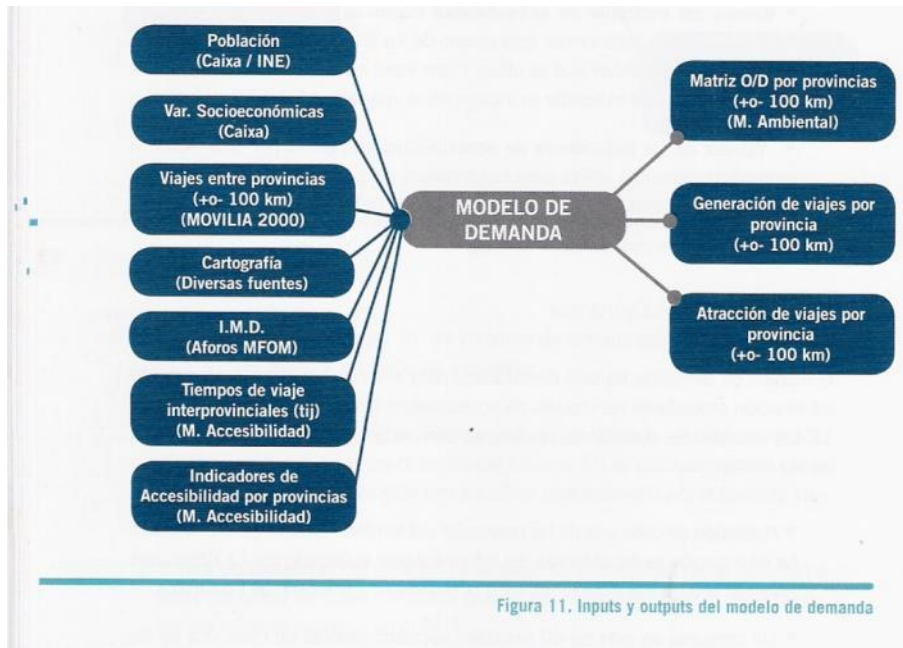 Población
(Caixa / INE)
Var. Socioeconómicas
(Caixa)
Viajes entre provincias
(+o- 100 km)
(MOVILIA 2000)
Cartografía
(Diversas fuentes)
I.M.D.
(Aforos MFOM)
Tiempos de viaje
interprovinciales (tij)
(M. Accesibilidad)
Indicadores de
Accesibilidad por provincias
(M. Accesibilidad)
MODELO DE
DEMANDA
Matriz O/D por provincias
(+o- 100 km)
(M. Ambiental)
Generación de viajes por
provincia
(+o- 100 km)
Atracción de viajes por
provincia
(+o- 100 km)
Figura 11. Inputs y outputs del modelo de demanda